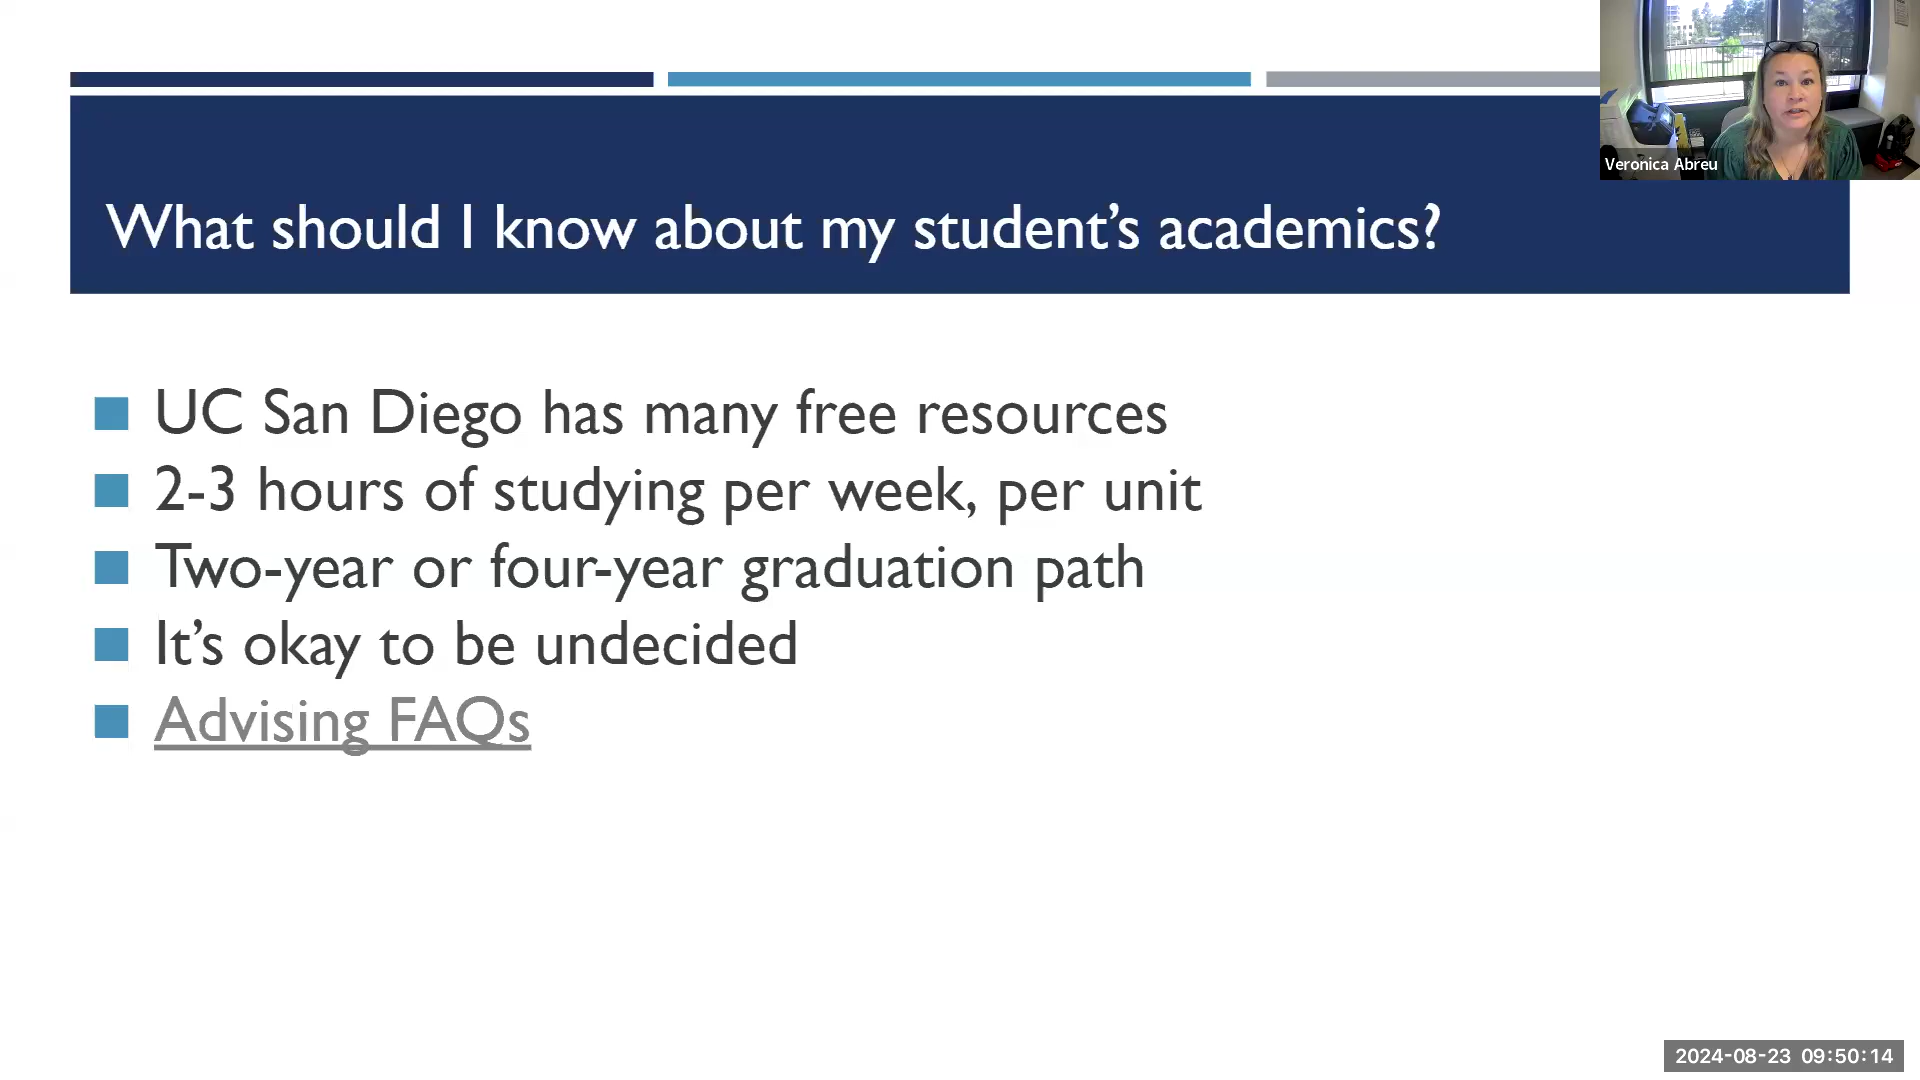 Veronica Abreu
What should I know about my student’s academics?
UC San Diego has many free resources
2-3 hours of studying per week, per unit
Two-year or four-year graduation path
It’s okay to be undecided
Advising FAQs
2024-08-23 09:50:14